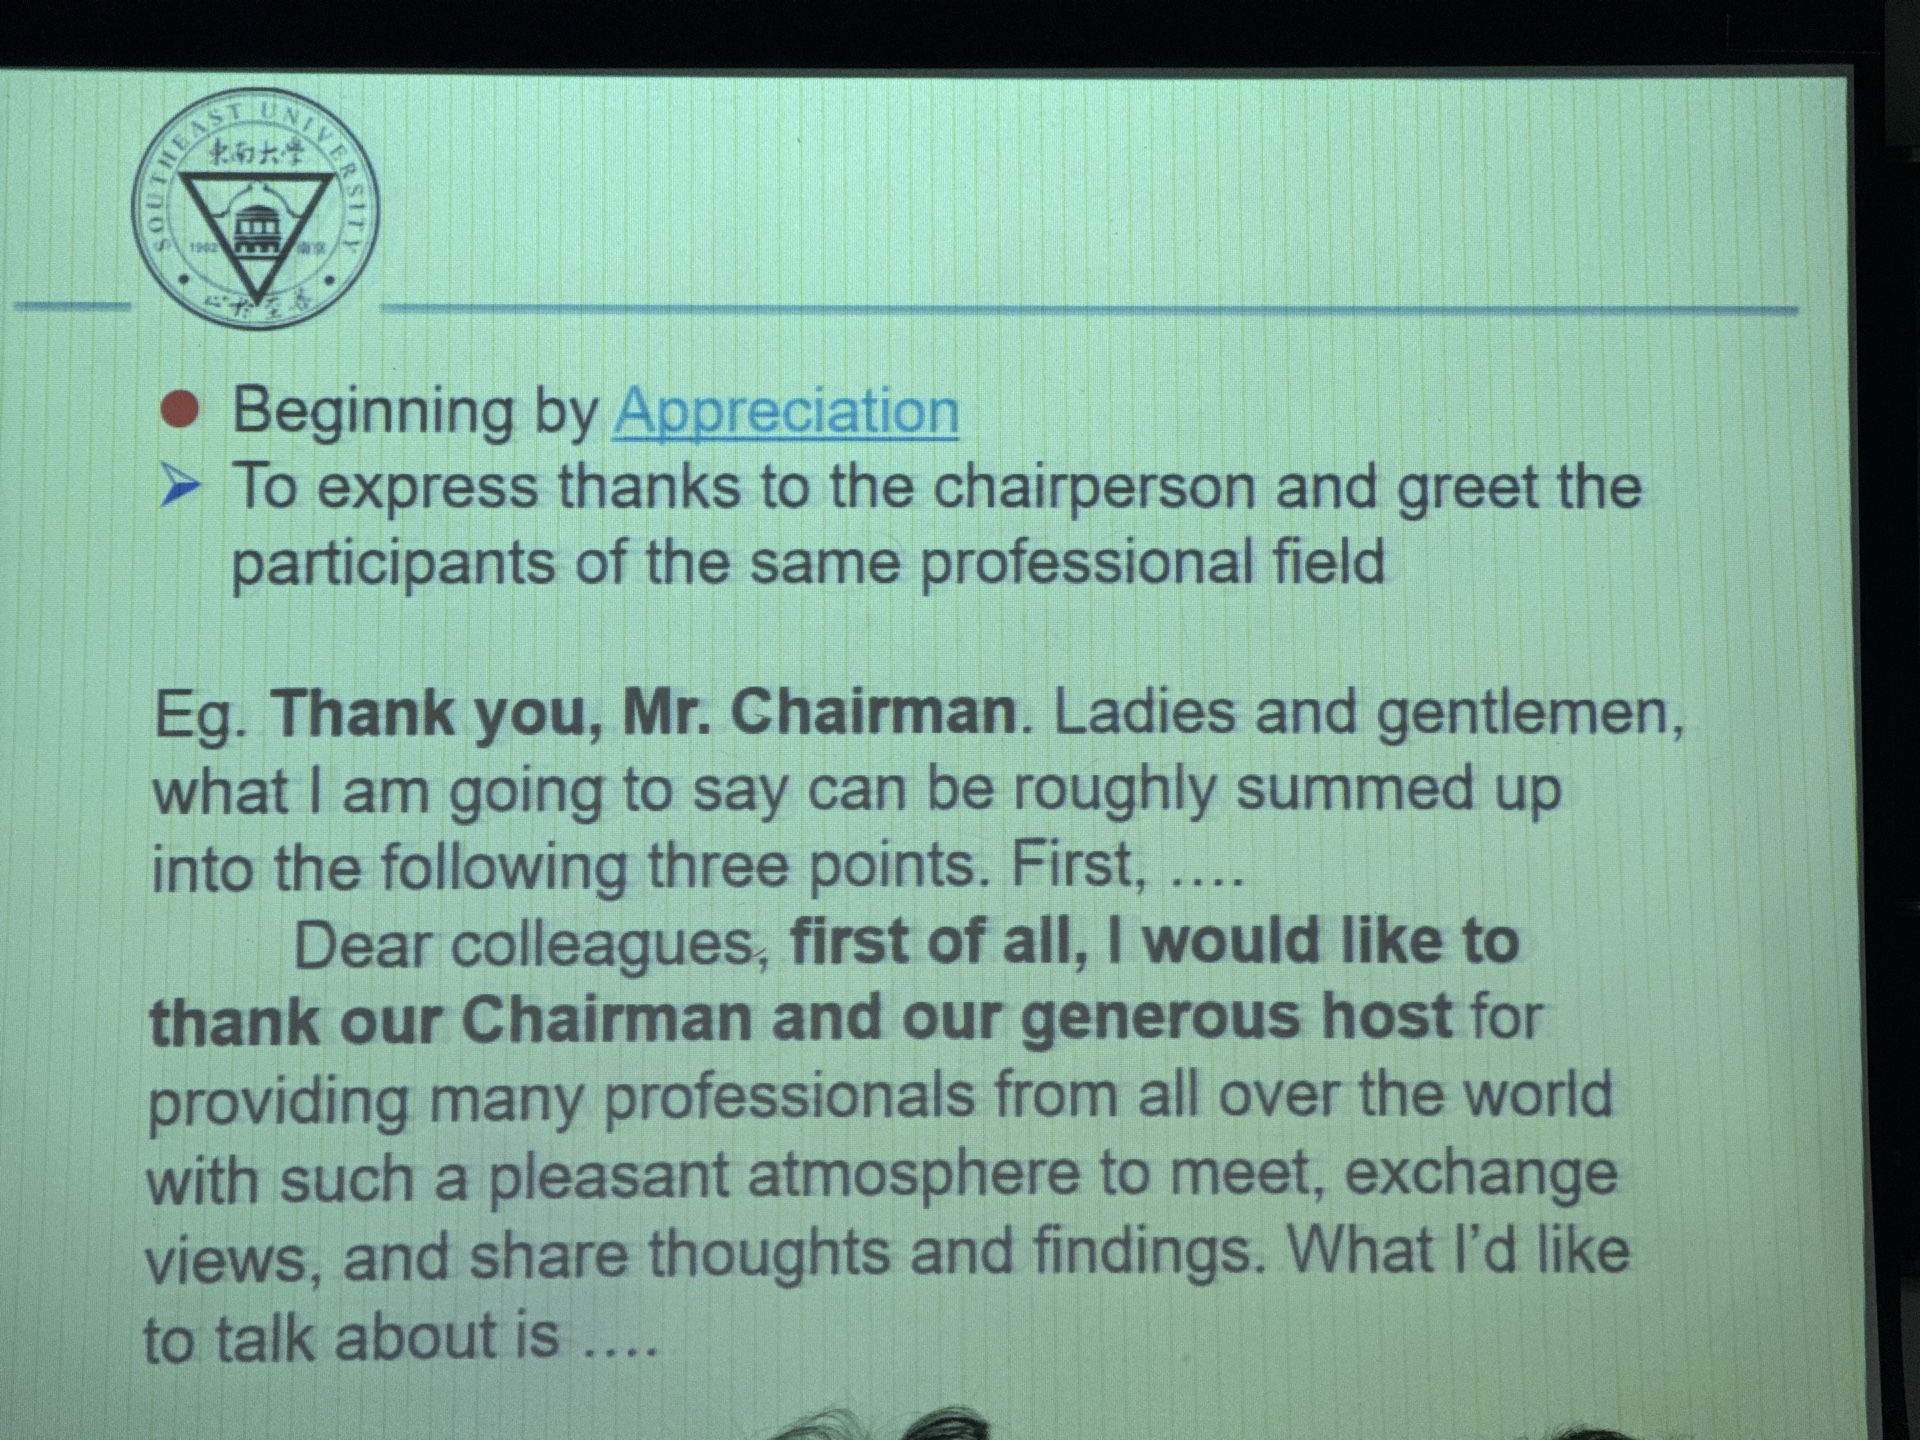 SOUTHEAST UNIVERSITY
東南大學
1902 南京
止於至善
Beginning by Appreciation
To express thanks to the chairperson and greet the
participants of the same professional field
Eg. Thank you, Mr. Chairman. Ladies and gentlemen,
what I am going to say can be roughly summed up
into the following three points. First, ….
Dear colleagues, first of all, I would like to
thank our Chairman and our generous host for
providing many professionals from all over the world
with such a pleasant atmosphere to meet, exchange
views, and share thoughts and findings. What I’d like
to talk about is ….